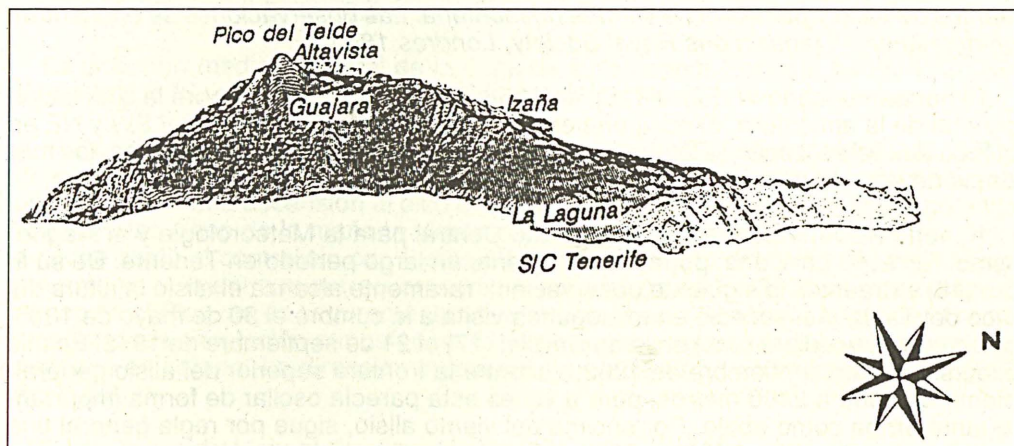 Pico del Teide
Altavista
Guajara
Izaña
La Laguna
S/C Tenerife
N